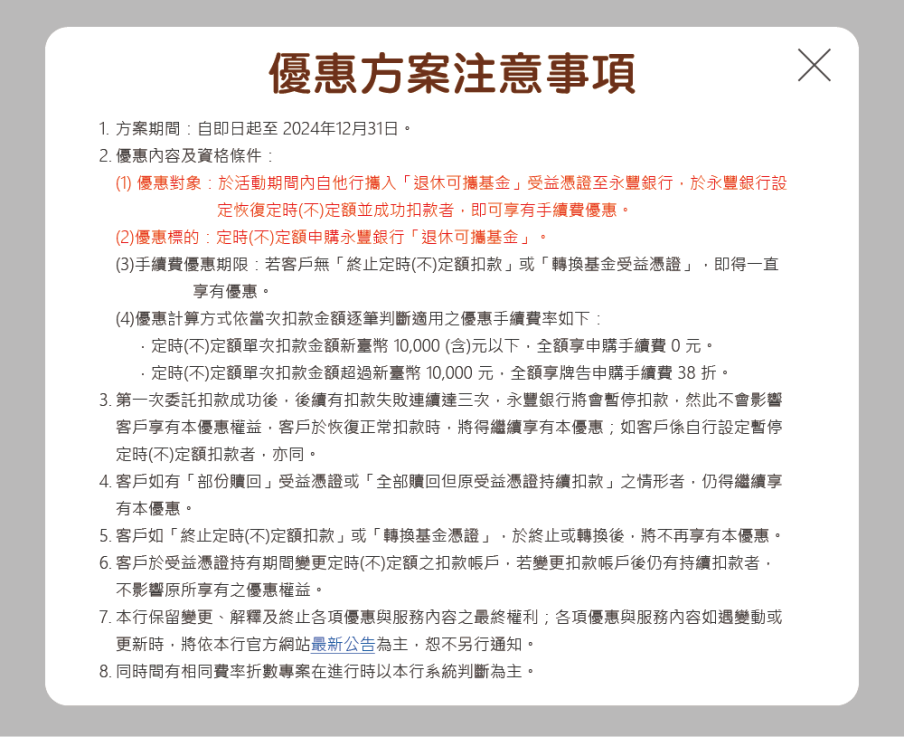 優惠方案注意事項
1. 方案期間：自即日起至 2024年12月31日。
2. 優惠內容及資格條件：
(1) 優惠對象：於活動期間內自他行攜入「退休可攜基金」受益憑證至永豐銀行，於永豐銀行設
定恢復定時(不)定額並成功扣款者，即可享有手續費優惠。
(2)優惠標的：定時(不)定額申購永豐銀行「退休可攜基金」。
(3)手續費優惠期限：若客戶無「終止定時(不)定額扣款」或「轉換基金受益憑證」，即得一直
享有優惠。
(4)優惠計算方式依當次扣款金額逐筆判斷適用之優惠手續費率如下：
．定時(不)定額單次扣款金額新臺幣 10,000 (含)元以下，全額享申購手續費 0 元。
．定時(不)定額單次扣款金額超過新臺幣 10,000 元，全額享牌告申購手續費 38 折。
3. 第一次委託扣款成功後，後續有扣款失敗連續達三次，永豐銀行將會暫停扣款，然此不會影響
客戶享有本優惠權益，客戶於恢復正常扣款時，將得繼續享有本優惠；如客戶係自行設定暫停
定時(不)定額扣款者，亦同。
4. 客戶如有「部份贖回」受益憑證或「全部贖回但原受益憑證持續扣款」之情形者，仍得繼續享
有本優惠。
5. 客戶如「終止定時(不)定額扣款」或「轉換基金憑證」，於終止或轉換後，將不再享有本優惠。
6. 客戶於受益憑證持有期間變更定時(不)定額之扣款帳戶，若變更扣款帳戶後仍有持續扣款者，
不影響原所享有之優惠權益。
7. 本行保留變更、解釋及終止各項優惠與服務內容之最終權利；各項優惠與服務內容如遇變動或
更新時，將依本行官方網站最新公告為主，恕不另行通知。
8. 同時間有相同費率折數專案在進行時以本行系統判斷為主。